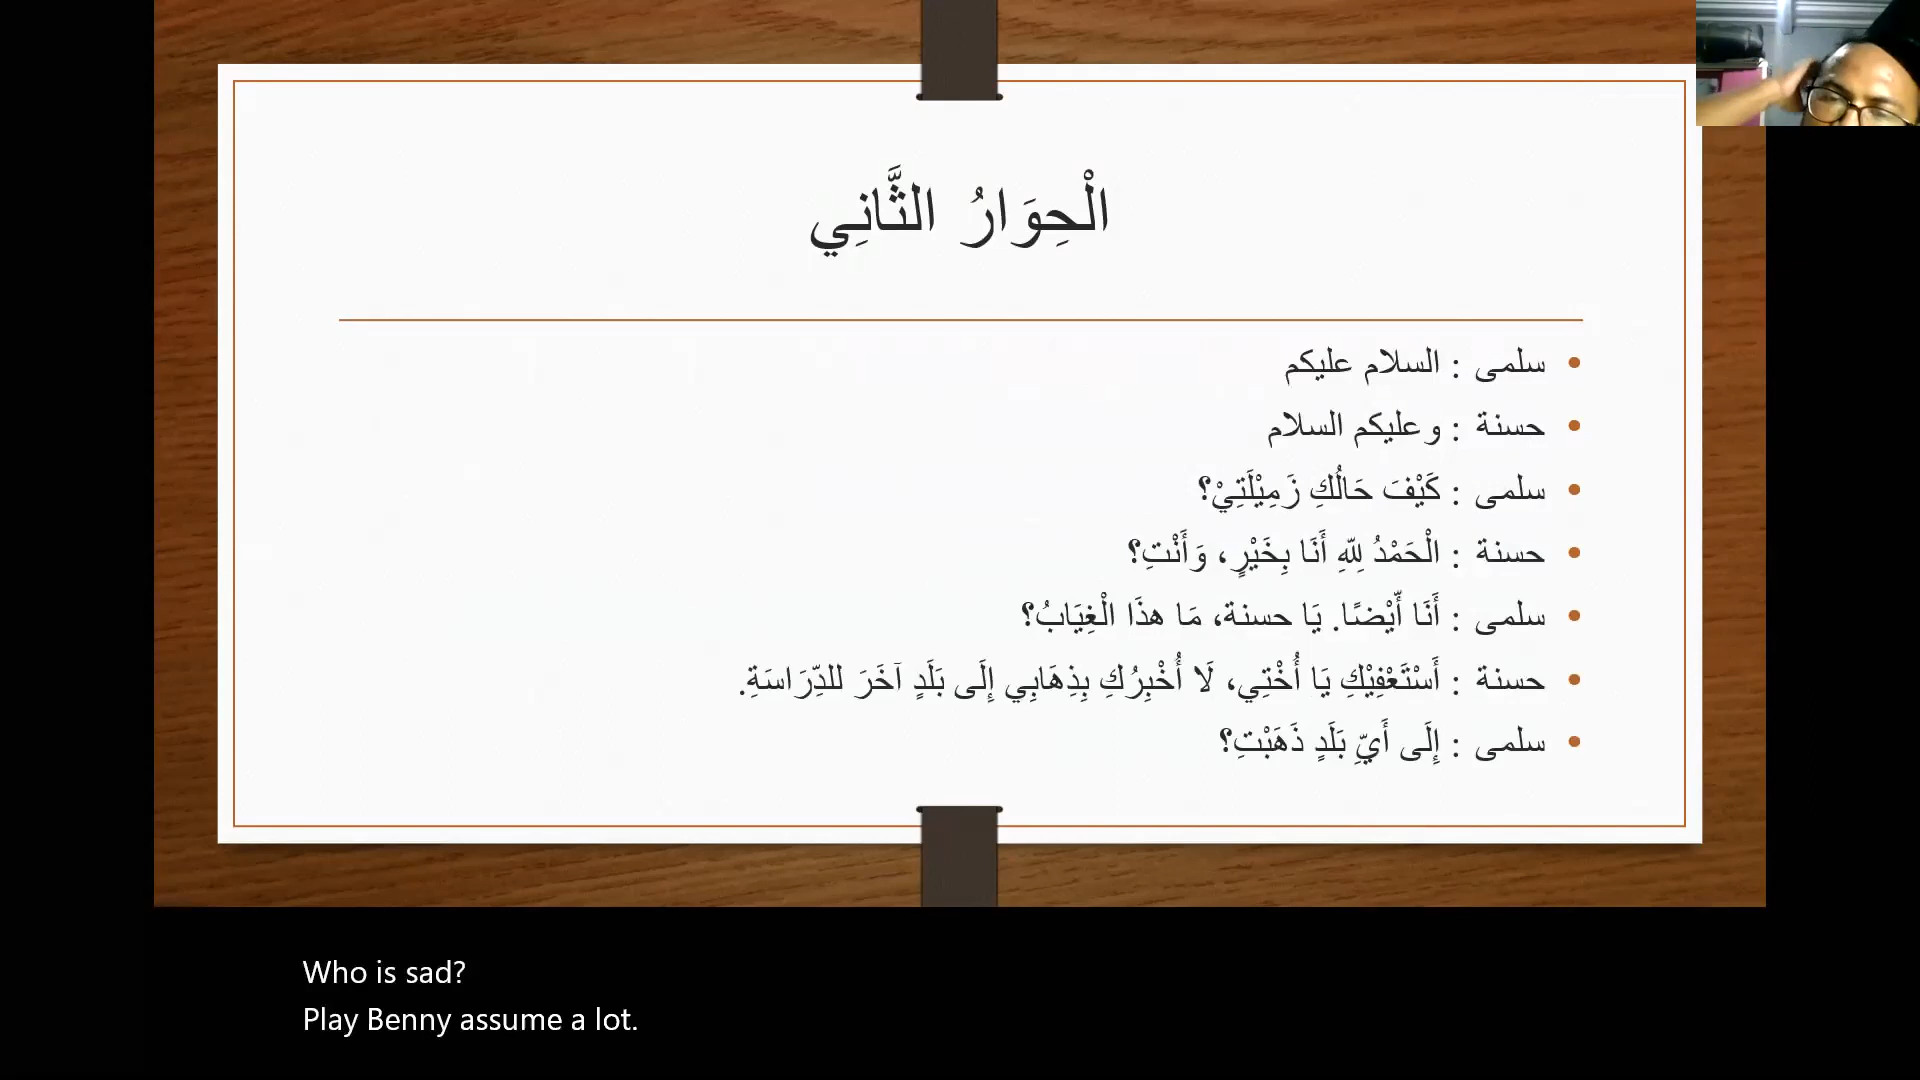 الْحِوَارُ الثَّانِي
• سلمى : السلام عليكم
• حسنة : وعليكم السلام
• سلمى : كَيْفَ حَالُكِ زَمِيْلَتِيْ؟
• حسنة : الْحَمْدُ لِلّهِ أَنَا بِخَيْرٍ، وَأَنْتِ؟
• سلمى : أَنَا أَّيْضًا. يَا حسنة، مَا هذَا الْغِيَابُ؟
• حسنة : أَسْتَعْفِيْكِ يَا أُخْتِي، لَا أُخْبِرُكِ بِذِهَابِي إِلَى بَلَدٍ آخَرَ للدِّرَاسَةِ.
• سلمى : إِلَى أَيِّ بَلَدٍ ذَهَبْتِ؟
Who is sad?
Play Benny assume a lot.